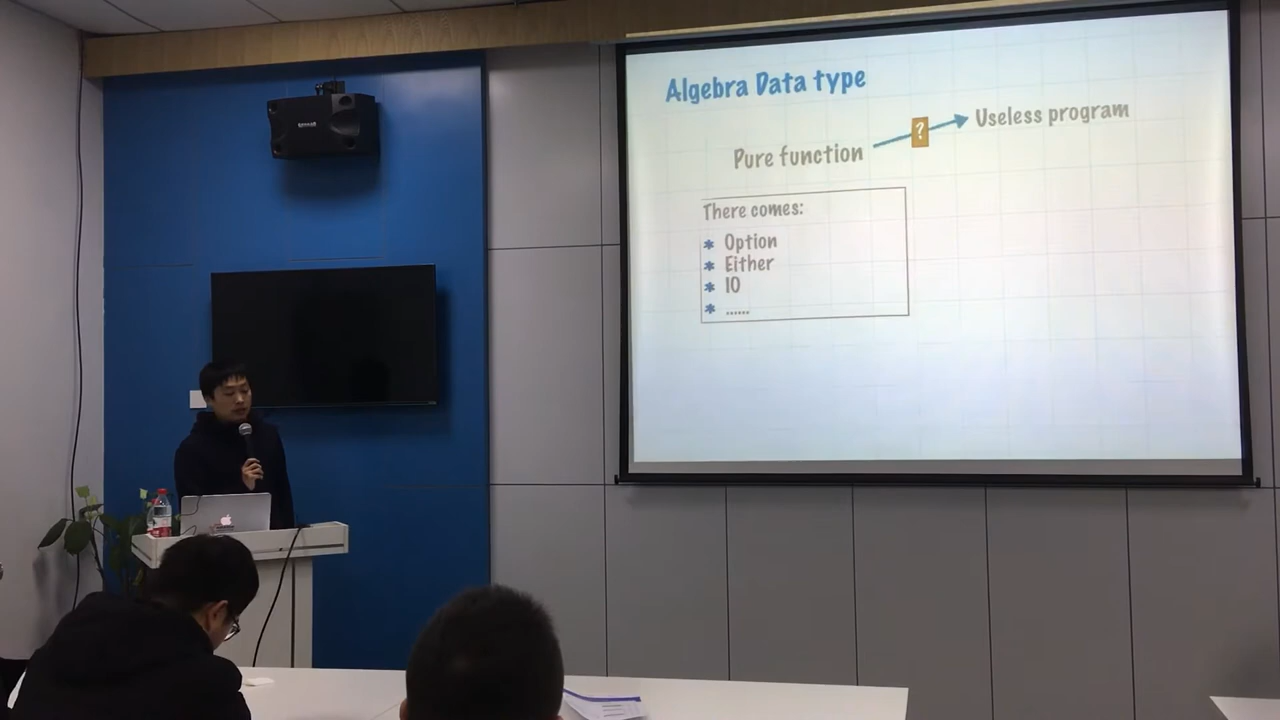 Algebra Data type
Useless program
?
Pure function
There comes:
* Option
* Either
* IO
* ......